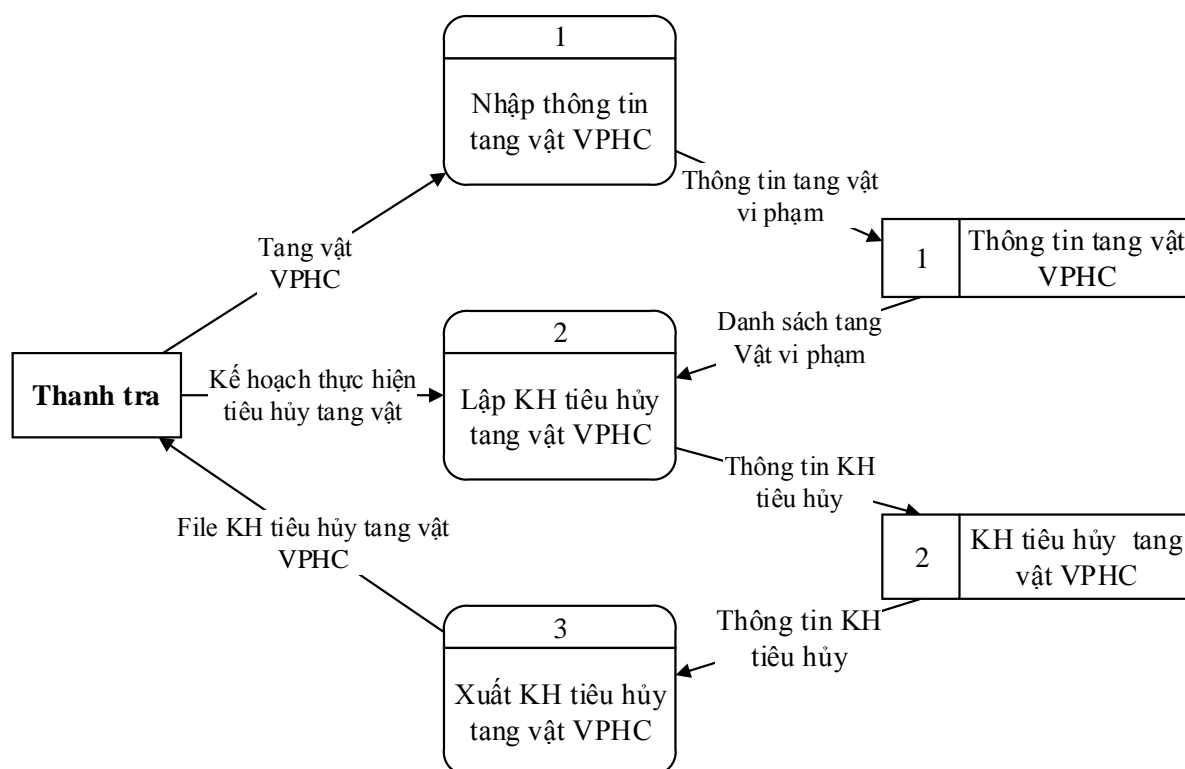 1
Nhập thông tin
tang vật VPHC
Thông tin tang vật
vi phạm
Tang vật
VPHC
1
Thông tin tang vật
VPHC
Danh sách tang
Vật vi phạm
2
Lập KH tiêu hủy
tang vật VPHC
Thanh tra
Kế hoạch thực hiện
tiêu hủy tang vật
Thông tin KH
tiêu hủy
File KH tiêu hủy tang vật
VPHC
2
KH tiêu hủy  tang
vật VPHC
Thông tin KH
tiêu hủy
3
Xuất KH tiêu hủy
tang vật VPHC